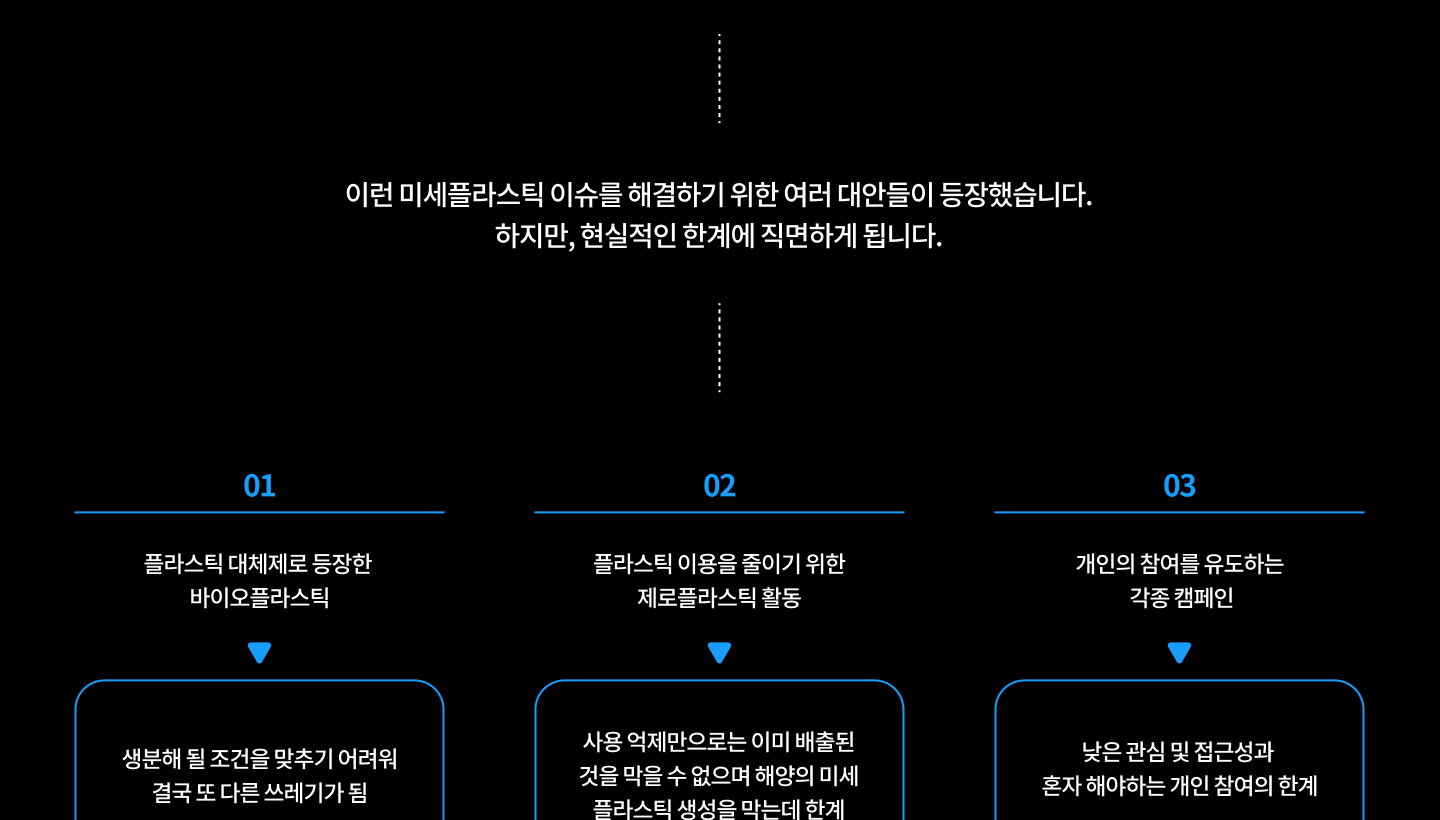 이런 미세플라스틱 이슈를 해결하기 위한 여러 대안들이 등장했습니다.
하지만, 현실적인 한계에 직면하게 됩니다.
01
플라스틱 대체제로 등장한
바이오플라스틱
생분해 될 조건을 맞추기 어려워
결국 또 다른 쓰레기가 됨
02
플라스틱 이용을 줄이기 위한
제로플라스틱 활동
사용 억제만으로는 이미 배출된
것을 막을 수 없으며 해양의 미세
플라스틱 생성을 막는데 한계
03
개인의 참여를 유도하는
각종 캠페인
낮은 관심 및 접근성과
혼자 해야하는 개인 참여의 한계